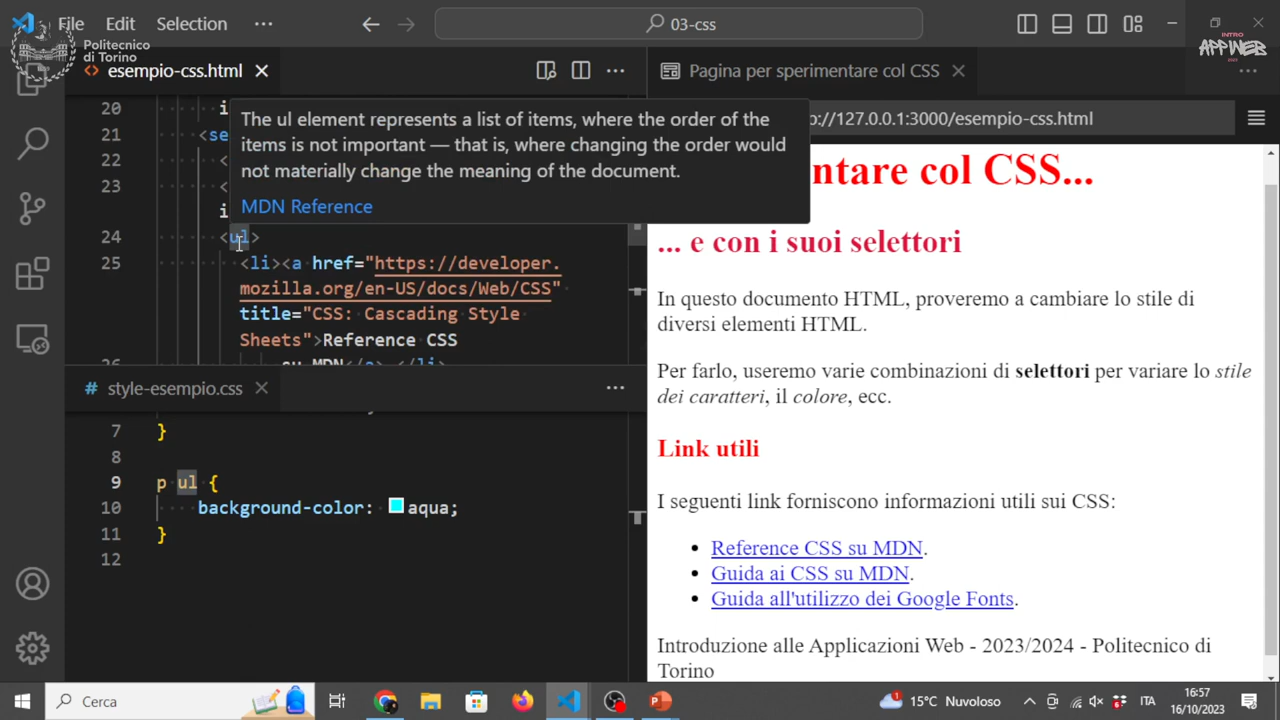 File Edit Selection ··· 03-css
Politecnico
di Torino
INTRO
APPWEB
esempio-css.html
Pagina per sperimentare col CSS
p://127.0.0.1:3000/esempio-css.html
20 i
The ul element represents a list of items, where the order of the
items is not important — that is, where changing the order would
not materially change the meaning of the document.
MDN Reference
21 <se
22 <
23 <
i
24 <ul>
25 <li><a href="https://developer.
mozilla.org/en-US/docs/Web/CSS"
title="CSS: Cascading Style
Sheets">Reference CSS
su MDN</a>.</li>
26
style-esempio.css
7 }
8
9 p ul {
10 background-color: aqua;
11 }
12
ntare col CSS...
... e con i suoi selettori
In questo documento HTML, proveremo a cambiare lo stile di
diversi elementi HTML.
Per farlo, useremo varie combinazioni di selettori per variare lo stile
dei caratteri, il colore, ecc.
Link utili
I seguenti link forniscono informazioni utili sui CSS:
• Reference CSS su MDN.
• Guida ai CSS su MDN.
• Guida all'utilizzo dei Google Fonts.
Introduzione alle Applicazioni Web - 2023/2024 - Politecnico di
Torino
Cerca
1
15°C Nuvoloso
ITA
16:57
16/10/2023